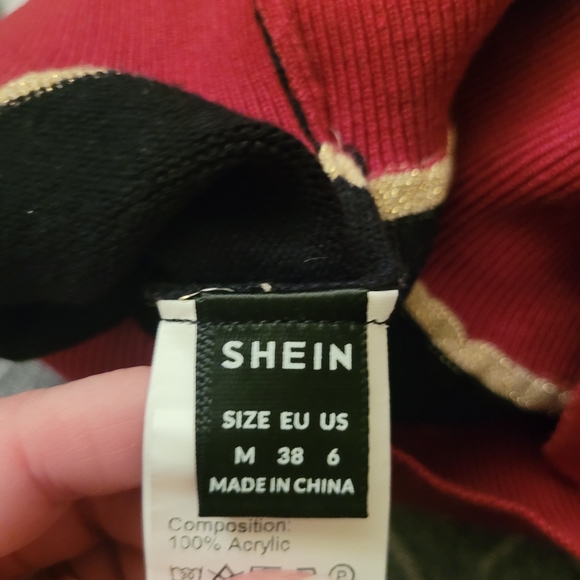 SHEIN
SIZE EU US
M 38 6
MADE IN CHINA
Composition:
100% Acrylic
P